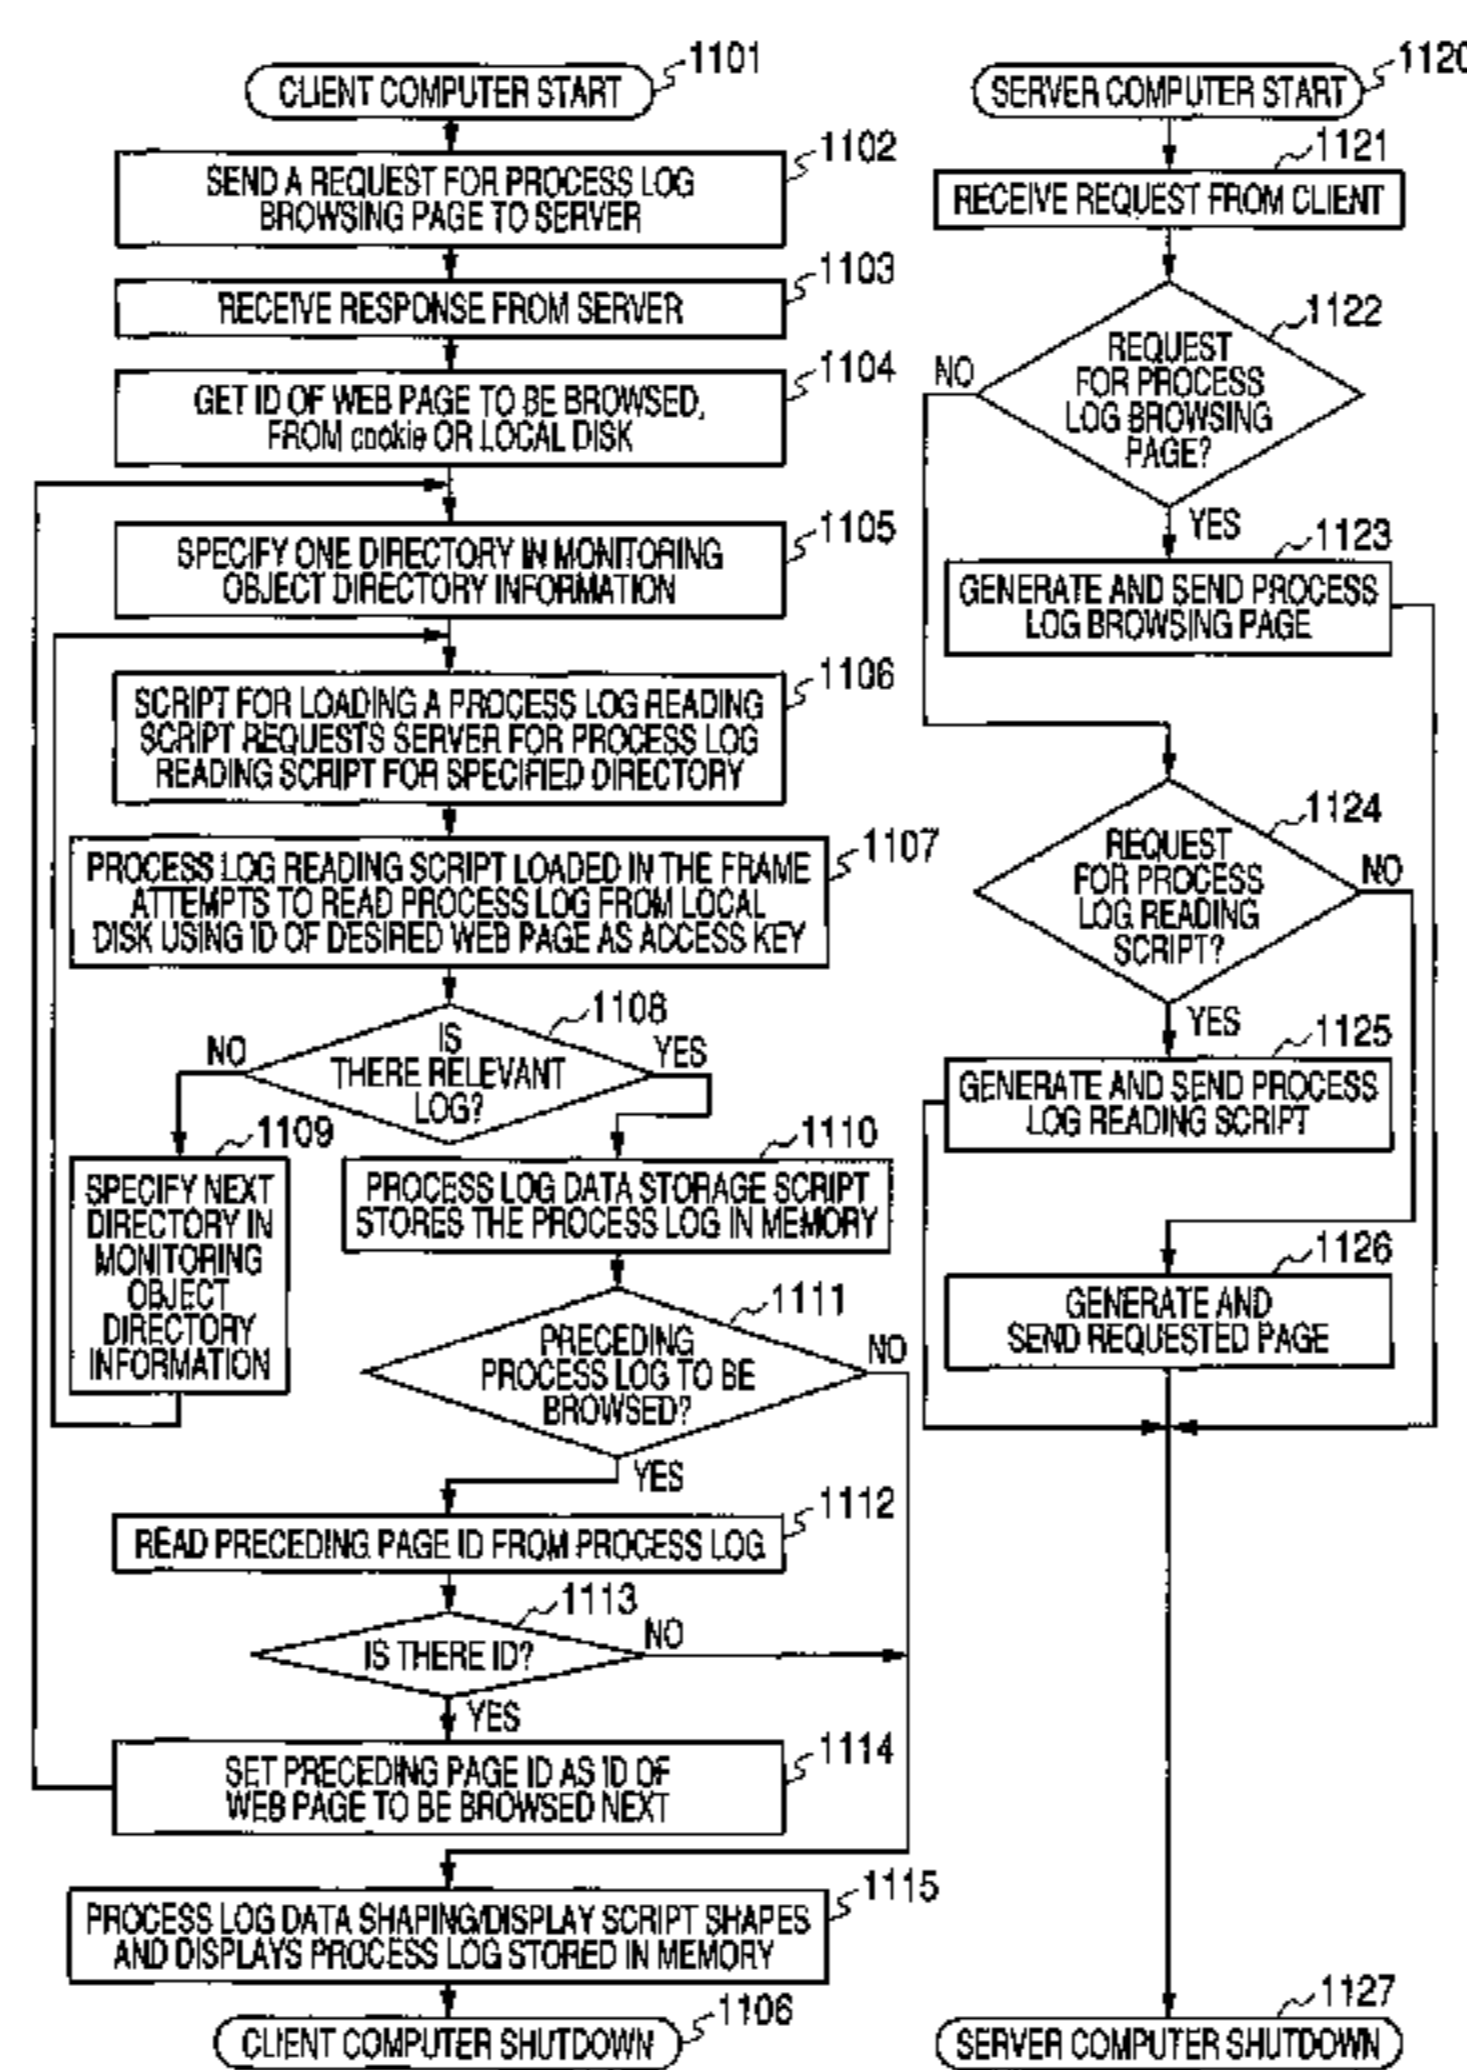 CLIENT COMPUTER START
1101
SEND A REQUEST FOR PROCESS LOG
BROWSING PAGE TO SERVER
1102
RECEIVE RESPONSE FROM SERVER
1103
GET ID OF WEB PAGE TO BE BROWSED,
FROM cookie OR LOCAL DISK
1104
SPECIFY ONE DIRECTORY IN MONITORING
OBJECT DIRECTORY INFORMATION
1105
SCRIPT FOR LOADING A PROCESS LOG READING
SCRIPT REQUESTS SERVER FOR PROCESS LOG
READING SCRIPT FOR SPECIFIED DIRECTORY
1106
PROCESS LOG READING SCRIPT LOADED IN THE FRAME
ATTEMPTS TO READ PROCESS LOG FROM LOCAL
DISK USING ID OF DESIRED WEB PAGE AS ACCESS KEY
1107
IS
THERE RELEVANT
LOG?
1108
NO
YES
1109
SPECIFY NEXT
DIRECTORY IN
MONITORING
OBJECT
DIRECTORY
INFORMATION
1110
PROCESS LOG DATA STORAGE SCRIPT
STORES THE PROCESS LOG IN MEMORY
1111
PRECEDING
PROCESS LOG TO BE
BROWSED?
NO
YES
1112
READ PRECEDING PAGE ID FROM PROCESS LOG
1113
IS THERE ID?
NO
YES
1114
SET PRECEDING PAGE ID AS ID OF
WEB PAGE TO BE BROWSED NEXT
1115
PROCESS LOG DATA SHAPING/DISPLAY SCRIPT SHAPES
AND DISPLAYS PROCESS LOG STORED IN MEMORY
CLIENT COMPUTER SHUTDOWN
1106
SERVER COMPUTER START
1120
1121
RECEIVE REQUEST FROM CLIENT
1122
REQUEST
FOR PROCESS
LOG BROWSING
PAGE?
NO
YES
1123
GENERATE AND SEND PROCESS
LOG BROWSING PAGE
1124
REQUEST
FOR PROCESS
LOG READING
SCRIPT?
NO
YES
1125
GENERATE AND SEND PROCESS
LOG READING SCRIPT
1126
GENERATE AND
SEND REQUESTED PAGE
1127
SERVER COMPUTER SHUTDOWN